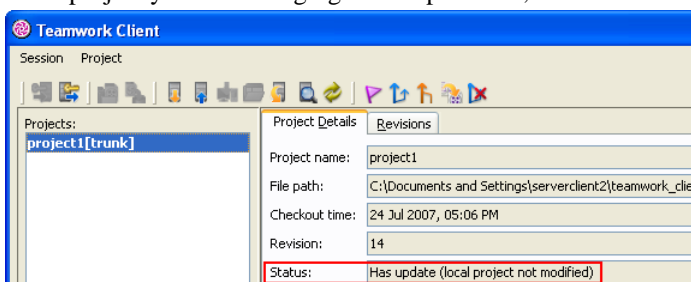 Teamwork Client
Session Project
Projects:
project1[trunk]
Project Details Revisions
Project name: project1
File path: C:\Documents and Settings\serverclient2\teamwork_clie
Checkout time: 24 Jul 2007, 05:06 PM
Revision: 14
Status: Has update (local project not modified)